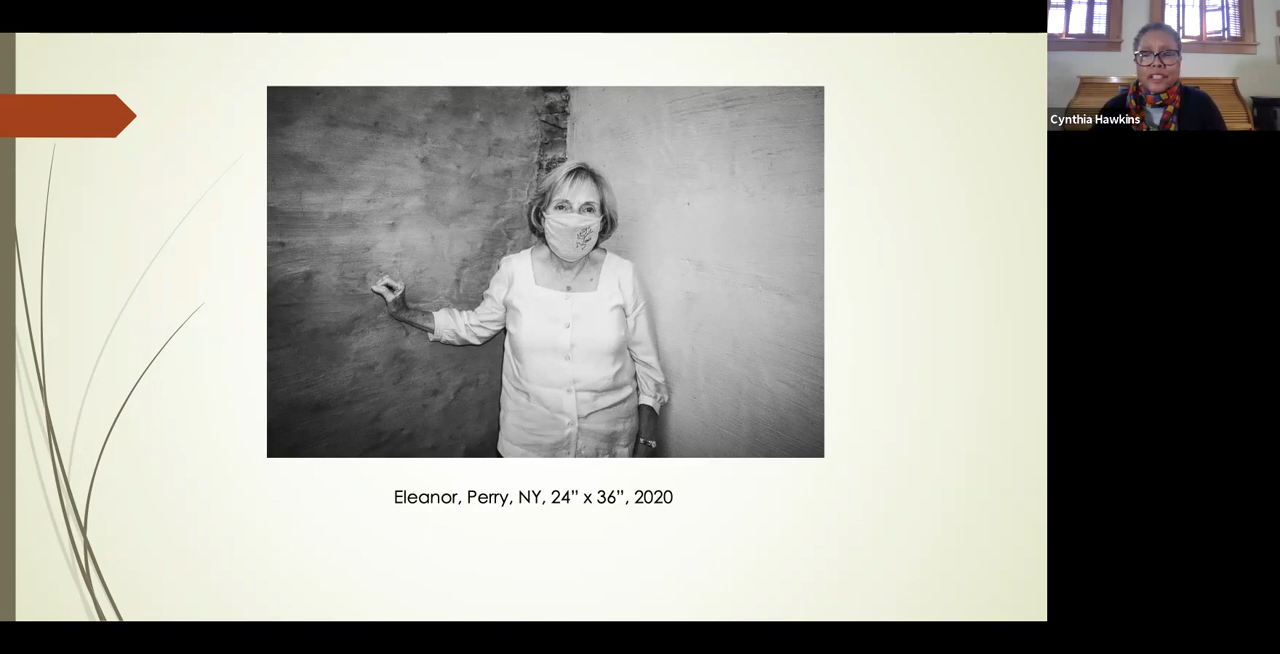 Cynthia Hawkins
Eleanor, Perry, NY, 24” x 36”, 2020